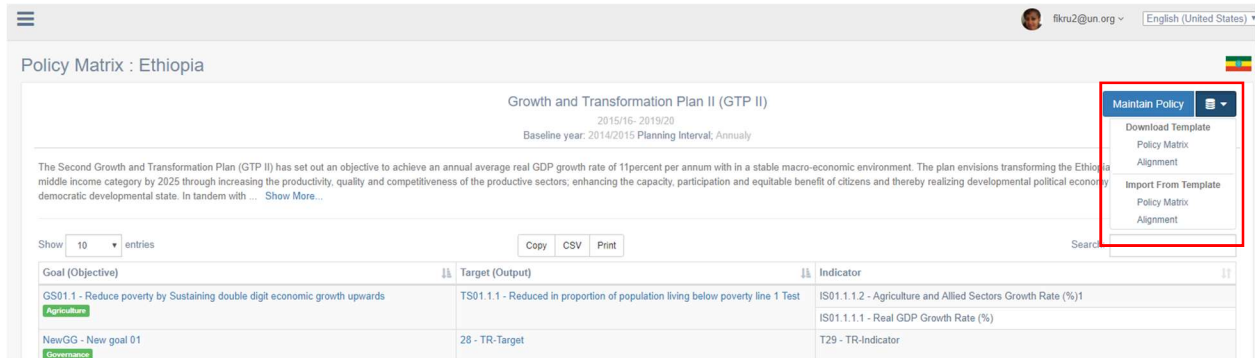 fikru2@un.org
English (United States)
Policy Matrix : Ethiopia
Growth and Transformation Plan II (GTP II)
2015/16- 2019/20
Baseline year: 2014/2015 Planning Interval; Annualy
Maintain Policy
Download Template
Policy Matrix
Alignment
Import From Template
Policy Matrix
Alignment
The Second Growth and Transformation Plan (GTP II) has set out an objective to achieve an annual average real GDP growth rate of 11percent per annum with in a stable macro-economic environment. The plan envisions transforming the
middle income category by 2025 through increasing the productivity, quality and competitiveness of the productive sectors; enhancing the capacity, participation and equitable benefit of citizens and thereby realizing developmental political economy
democratic developmental state. In tandem with ... Show More...
Show 10 entries
Copy CSV Print
Goal (Objective) Target (Output) Indicator
GS01.1 - Reduce poverty by Sustaining double digit economic growth upwards TS01.1.1 - Reduced in proportion of population living below poverty line 1 Test IS01.1.1.2 - Agriculture and Allied Sectors Growth Rate (%)1
Agriculture
IS01.1.1.1 - Real GDP Growth Rate (%)
NewGG - New goal 01 28 - TR-Target T29 - TR-Indicator
Governance